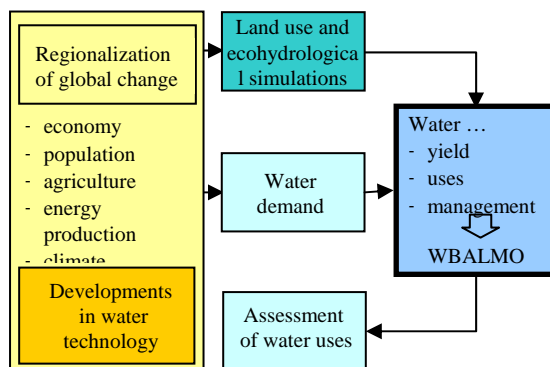 Regionalization
of global change
- economy
- population
- agriculture
- energy
production
- climate
Developments
in water
technology
Land use and
ecohydrologica
l simulations
Water
demand
Assessment
of water uses
Water …
- yield
- uses
- management
WBALMO